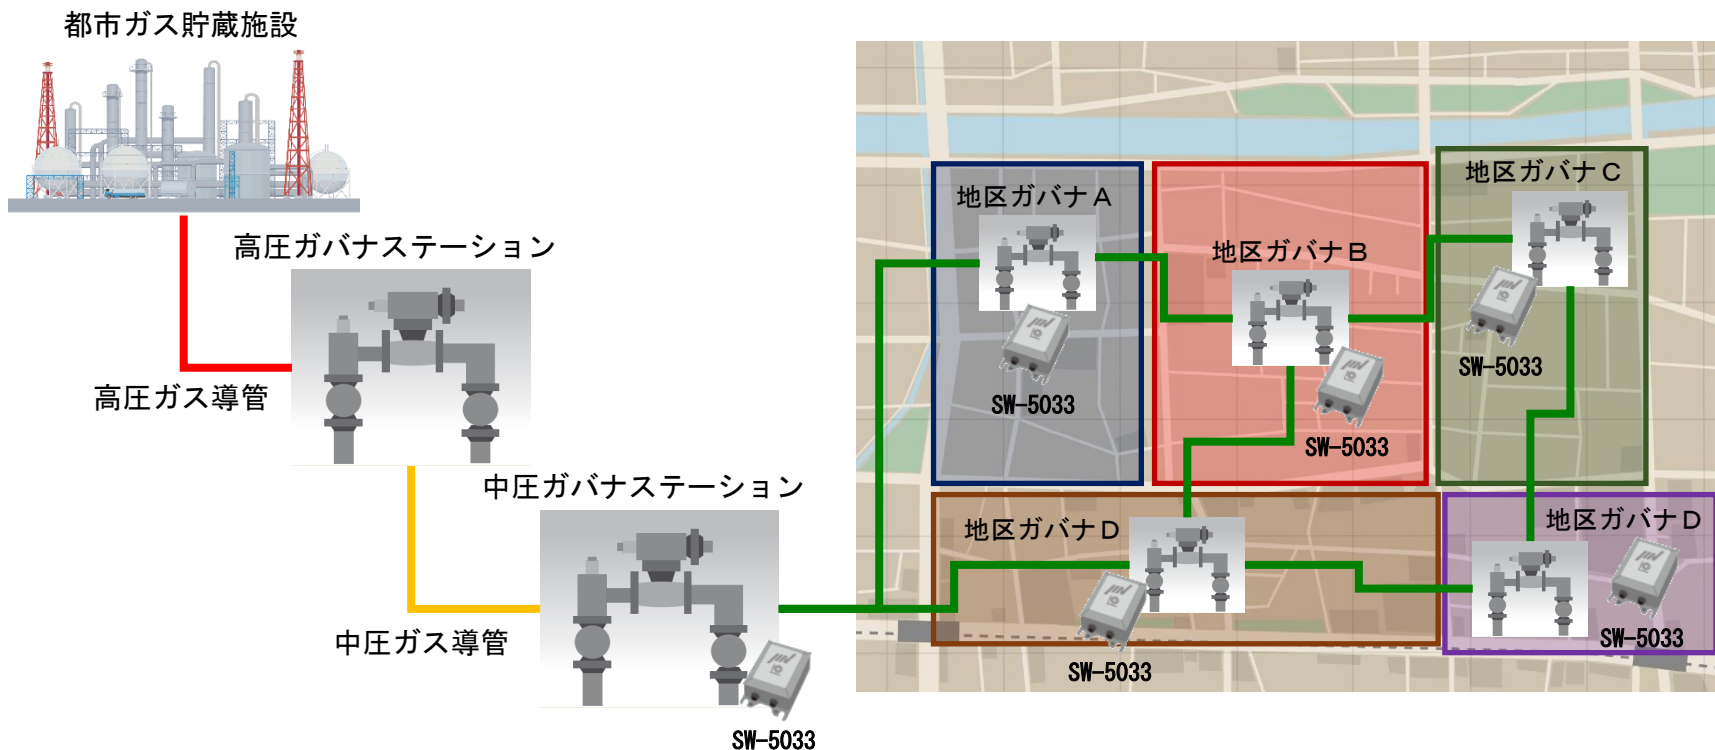 都市ガス貯蔵施設
高圧ガバナステーション
高圧ガス導管
中圧ガバナステーション
中圧ガス導管
SW-5033
地区ガバナA
SW-5033
地区ガバナB
SW-5033
地区ガバナC
SW-5033
地区ガバナD
SW-5033
地区ガバナD
SW-5033